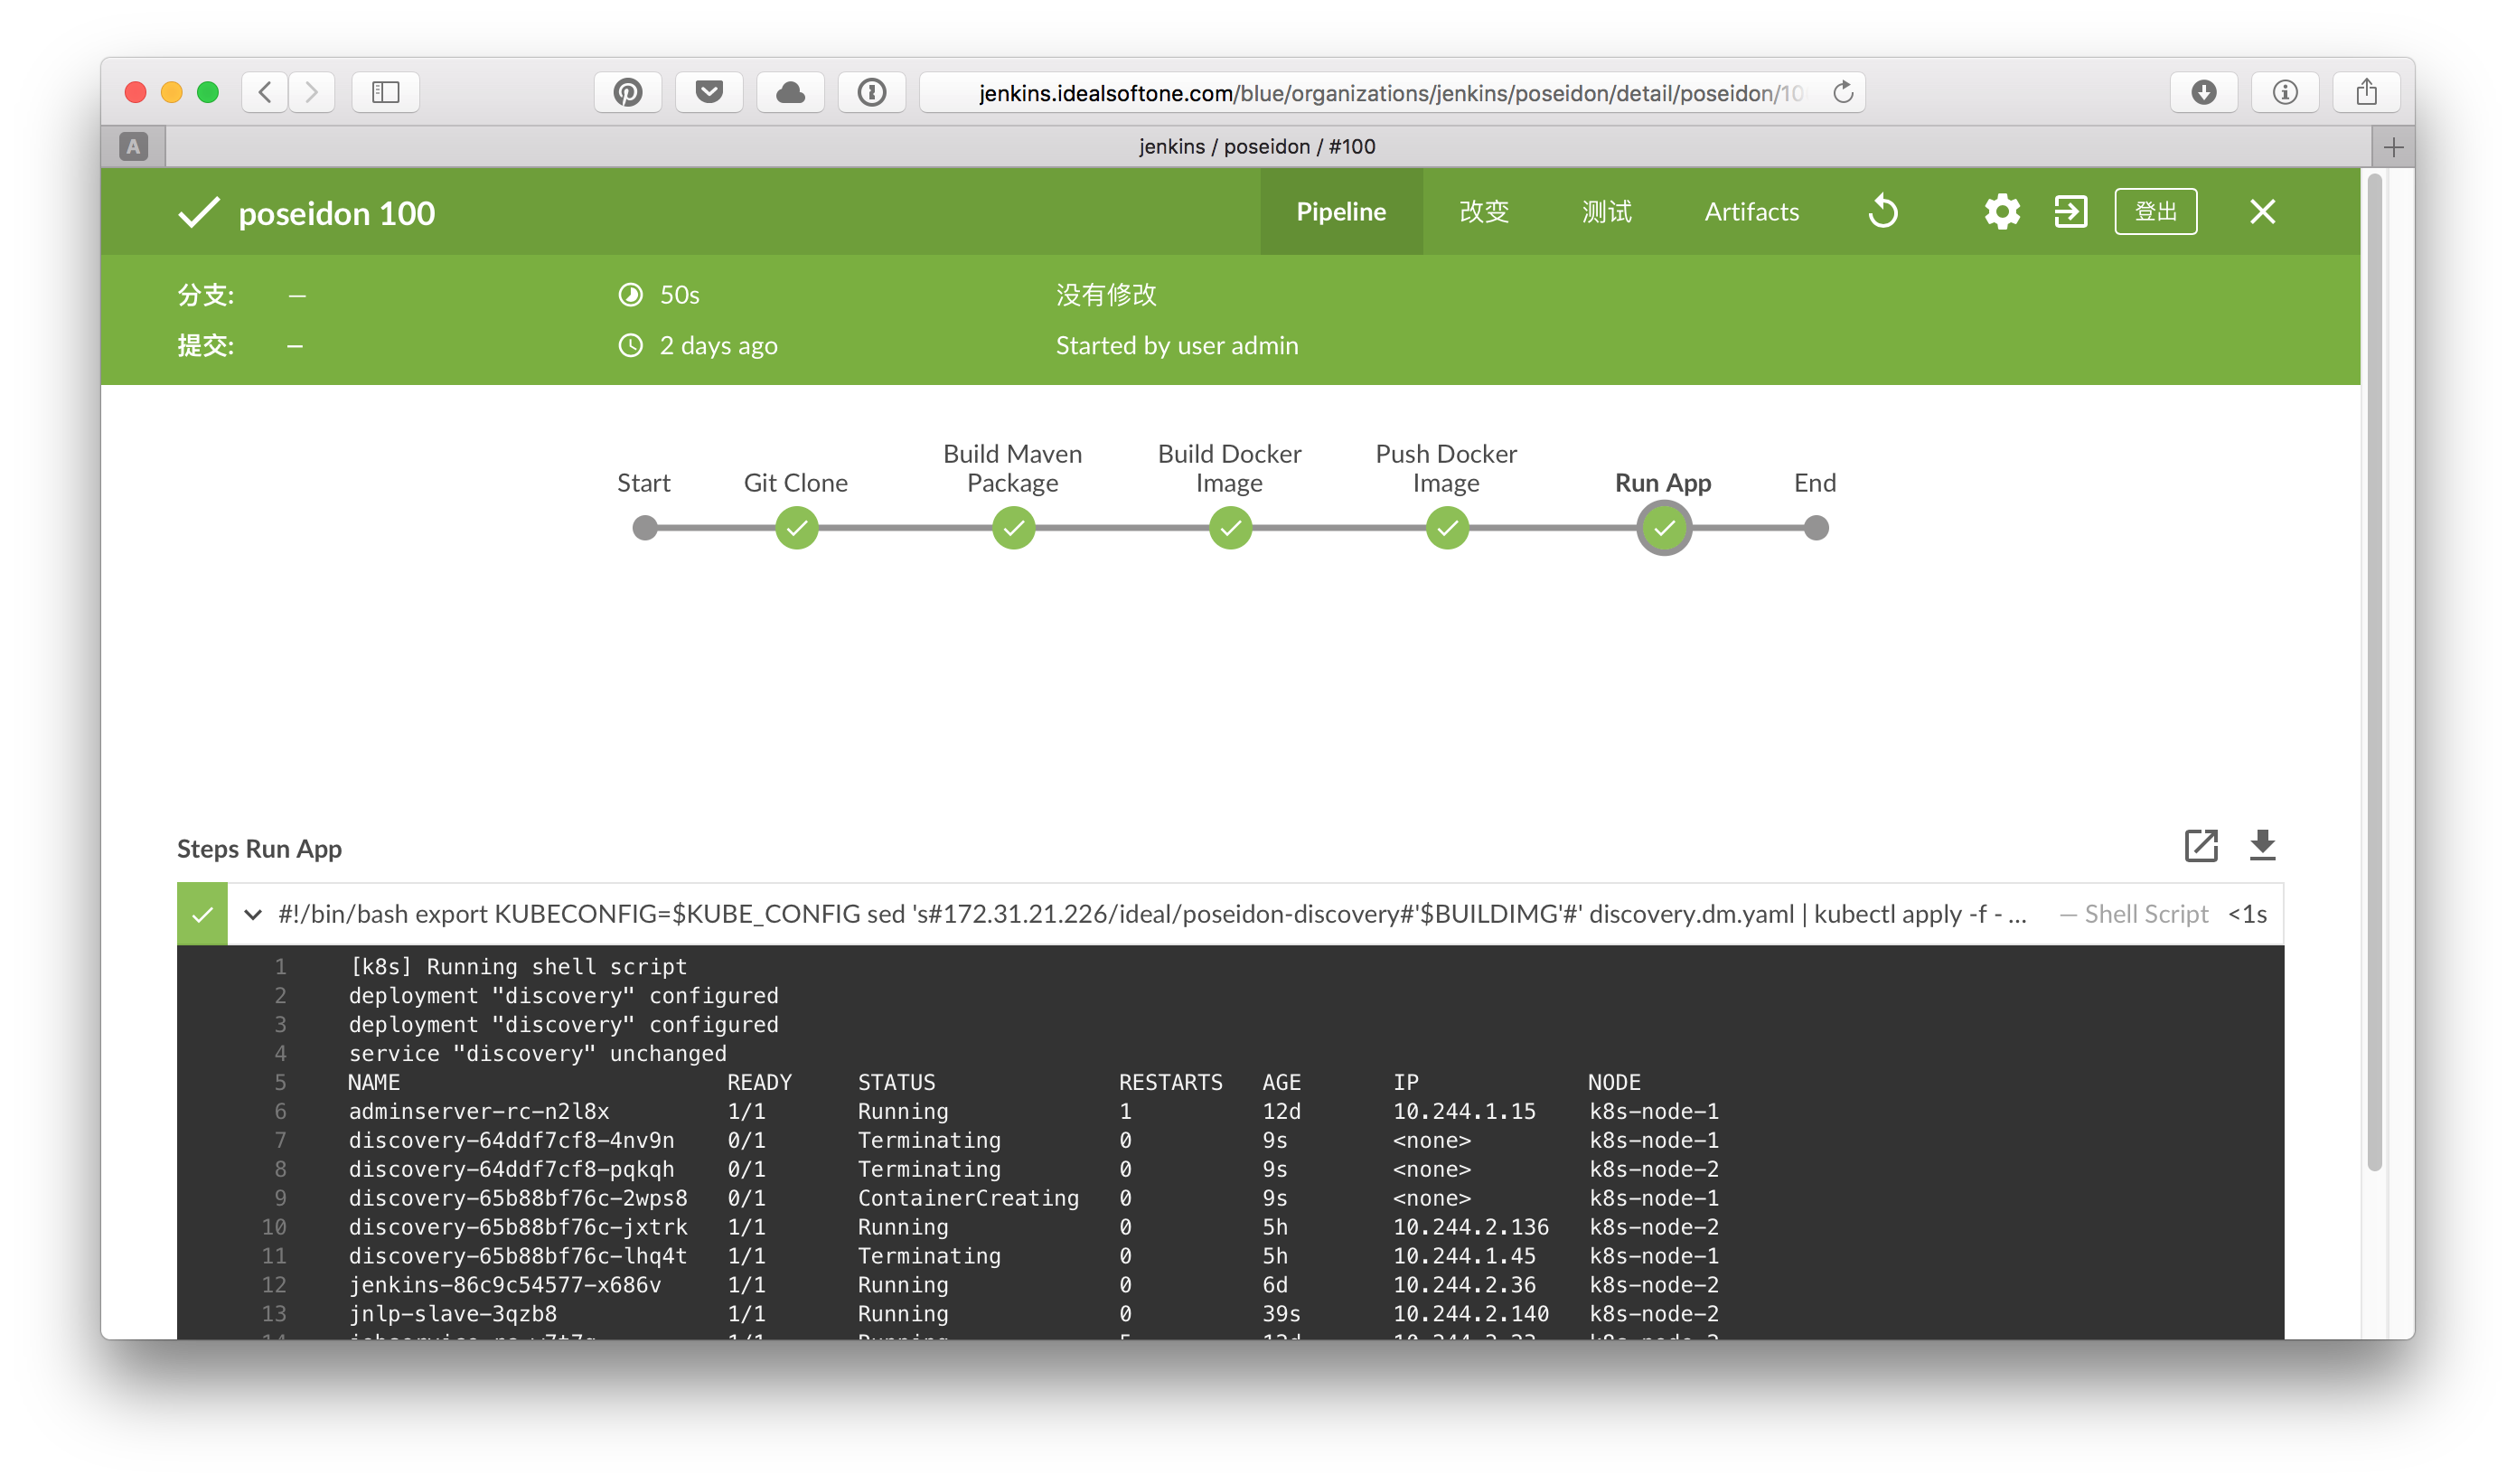 jenkins.idealsoftone.com/blue/organizations/jenkins/poseidon/detail/poseidon/10
A
jenkins / poseidon / #100
poseidon 100
Pipeline
改变
测试
Artifacts
登出
分支: —
50s
没有修改
提交: —
2 days ago
Started by user admin
Start
Git Clone
Build Maven
Package
Build Docker
Image
Push Docker
Image
Run App
End
Steps Run App
#!/bin/bash export KUBECONFIG=$KUBE_CONFIG sed 's#172.31.21.226/ideal/poseidon-discovery#'$BUILDIMG'#' discovery.dm.yaml | kubectl apply -f - ... — Shell Script <1s
1 [k8s] Running shell script
2 deployment "discovery" configured
3 deployment "discovery" configured
4 service "discovery" unchanged
5 NAME READY STATUS RESTARTS AGE IP NODE
6 adminserver-rc-n2l8x 1/1 Running 1 12d 10.244.1.15 k8s-node-1
7 discovery-64ddf7cf8-4nv9n 0/1 Terminating 0 9s <none> k8s-node-1
8 discovery-64ddf7cf8-pqkqh 0/1 Terminating 0 9s <none> k8s-node-2
9 discovery-65b88bf76c-2wps8 0/1 ContainerCreating 0 9s <none> k8s-node-1
10 discovery-65b88bf76c-jxtrk 1/1 Running 0 5h 10.244.2.136 k8s-node-2
11 discovery-65b88bf76c-lhq4t 1/1 Terminating 0 5h 10.244.1.45 k8s-node-1
12 jenkins-86c9c54577-x686v 1/1 Running 0 6d 10.244.2.36 k8s-node-2
13 jnlp-slave-3qzb8 1/1 Running 0 39s 10.244.2.140 k8s-node-2